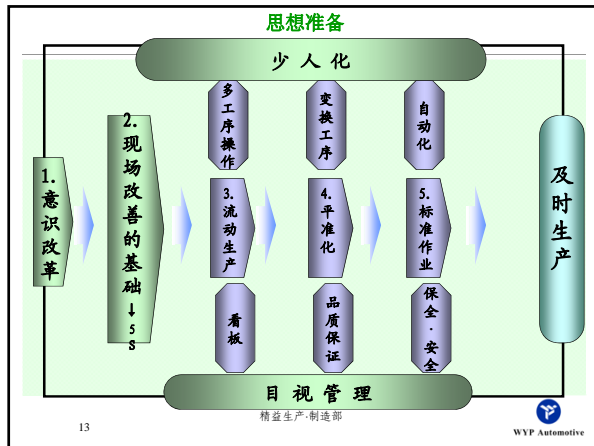 思想准备
少人化
多工序操作
变换工序
自动化
1.意识改革
2.现场改善的基础→5S
3.流动生产
4.平准化
5.标准作业
及时生产
看板
品质保证
保全·安全
目视管理
精益生产·制造部
13
WYP Automotive